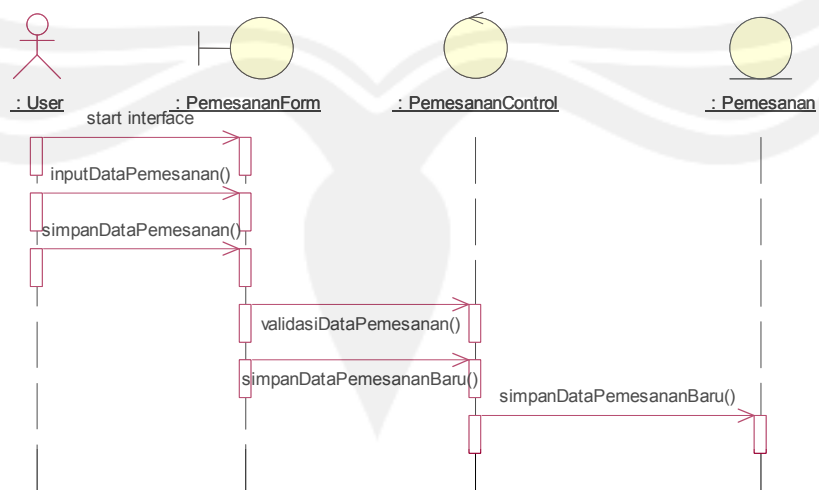 : User
: PemesananForm
: PemesananControl
: Pemesanan
start interface
inputDataPemesanan()
simpanDataPemesanan()
validasiDataPemesanan()
simpanDataPemesananBaru()
simpanDataPemesananBaru()